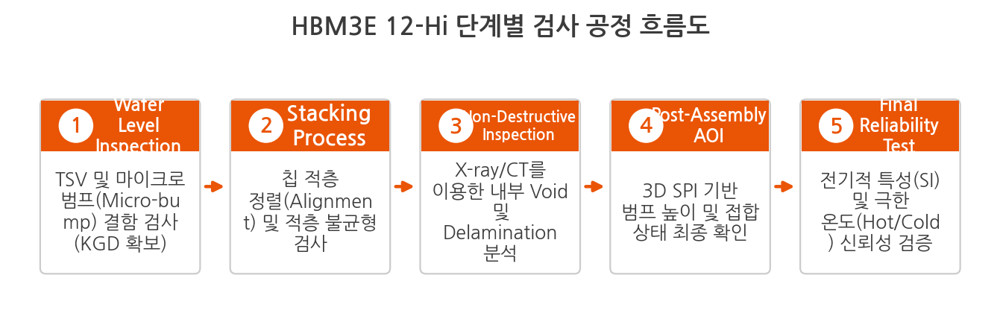 HBM3E 12-Hi 단계별 검사 공정 흐름도
1
Wafer
Level
Inspection
TSV 및 마이크로
범프(Micro-bu
mp) 결함 검사
(KGD 확보)
2
Stacking
Process
칩 적층
정렬(Alignmen
t) 및 적층 불균형
검사
3
Non-Destructive
Inspection
X-ray/CT를
이용한 내부 Void
및
Delamination
분석
4
Post-Assembly
AOI
3D SPI 기반
범프 높이 및 접합
상태 최종 확인
5
Final
Reliability
Test
전기적 특성(SI)
및 극한
온도(Hot/Cold
) 신뢰성 검증